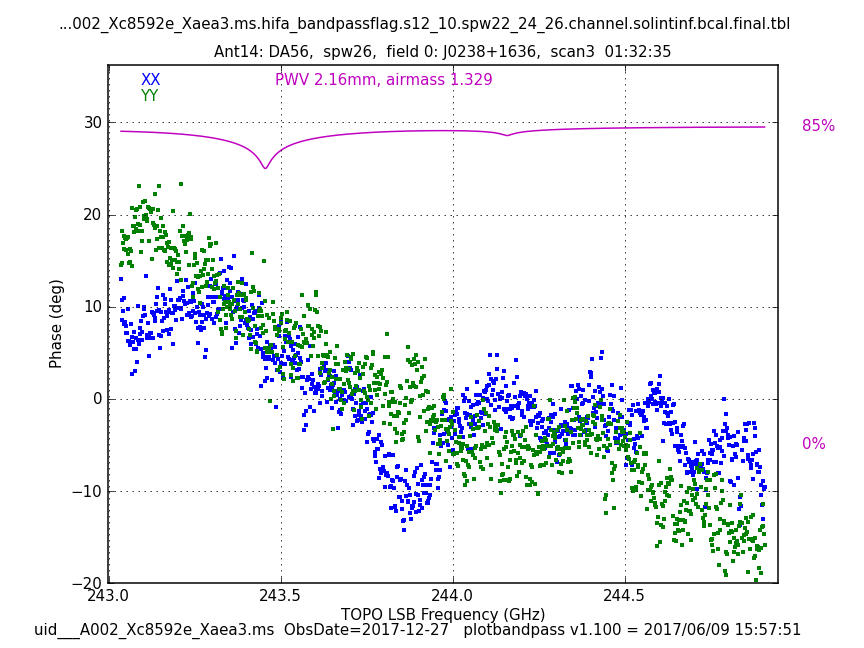 ...002_Xc8592e_Xaea3.ms.hifa_bandpassflag.s12_10.spw22_24_26.channel.solintinf.bcal.final.tbl
Ant14: DA56, spw26, field 0: J0238+1636, scan3 01:32:35
XX
YY
PWV 2.16mm, airmass 1.329
85%
0%
30
20
10
0
−10
−20
Phase (deg)
243.0 243.5 244.0 244.5
TOPO LSB Frequency (GHz)
uid___A002_Xc8592e_Xaea3.ms ObsDate=2017-12-27 plotbandpass v1.100 = 2017/06/09 15:57:51